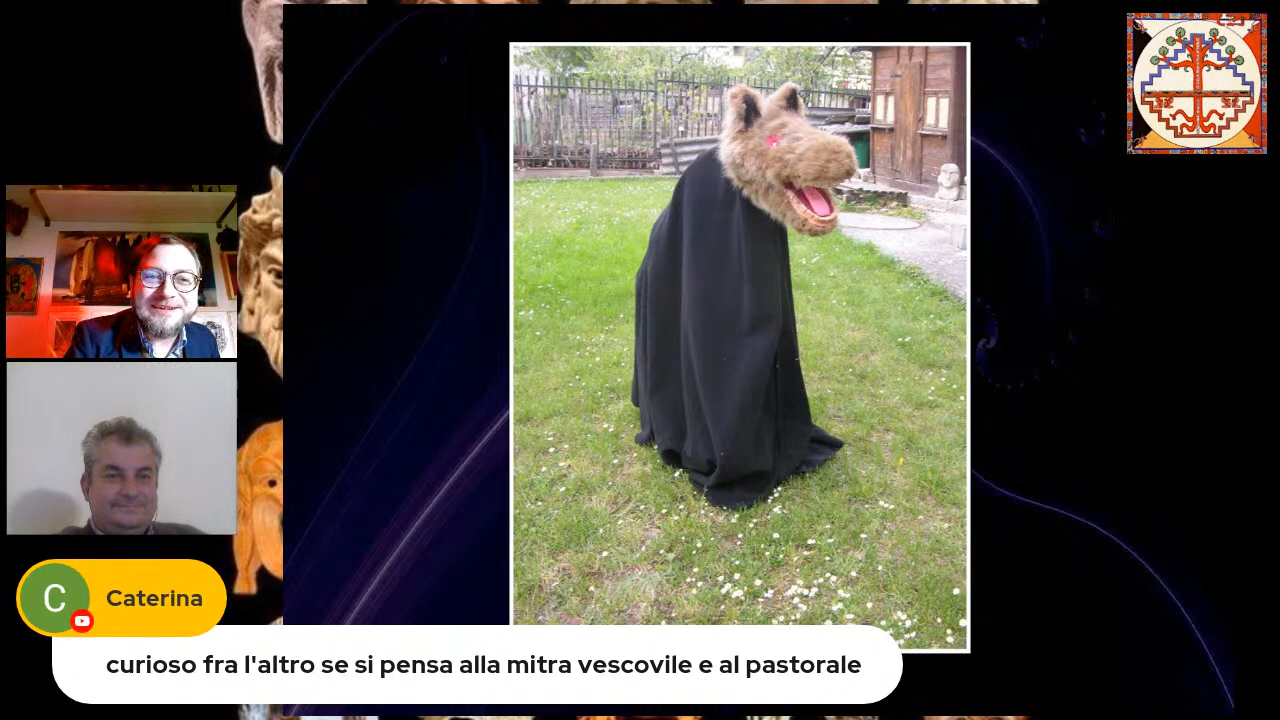 C
Caterina
curioso fra l'altro se si pensa alla mitra vescovile e al pastorale